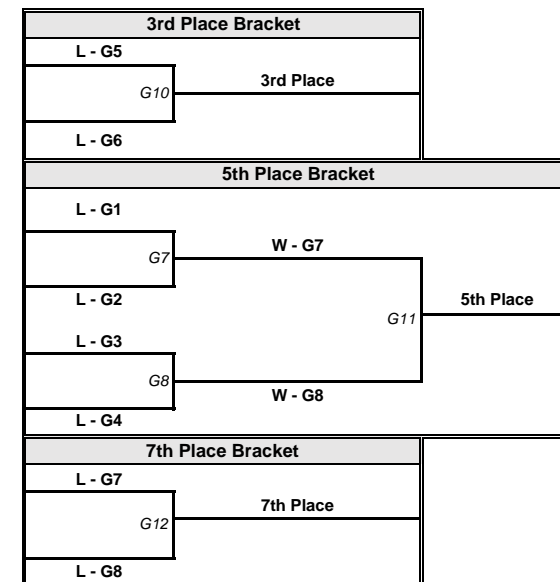 3rd Place Bracket
L - G5
G10
3rd Place
L - G6
5th Place Bracket
L - G1
G7
W - G7
L - G2
G11
5th Place
L - G3
G8
W - G8
L - G4
7th Place Bracket
L - G7
G12
7th Place
L - G8